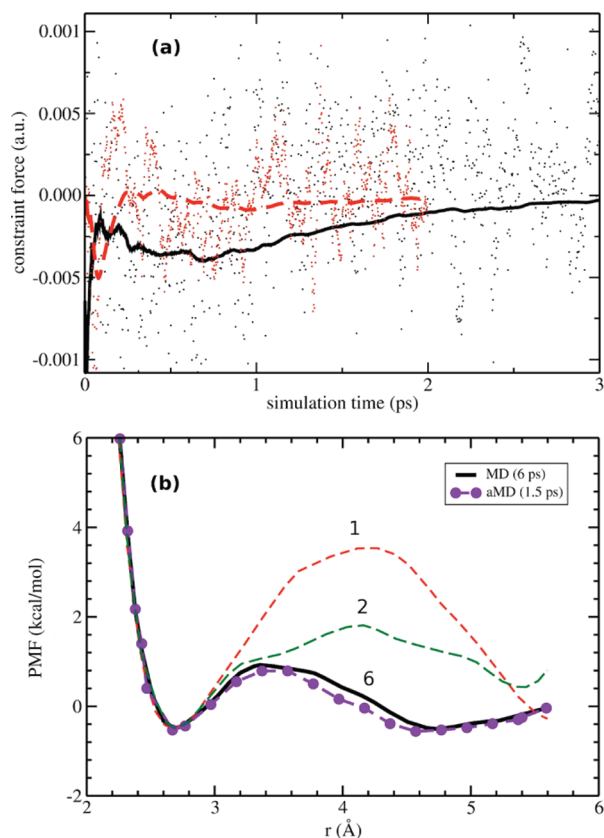 0.001
(a)
0.005
0.000
-0.005
-0.001
constraint force (a.u.)
0
1
2
3
simulation time (ps)
6
(b)
MD (6 ps)
aMD (1.5 ps)
4
1
2
2
6
0
-2
PMF (kcal/mol)
2
3
4
5
6
r (Å)